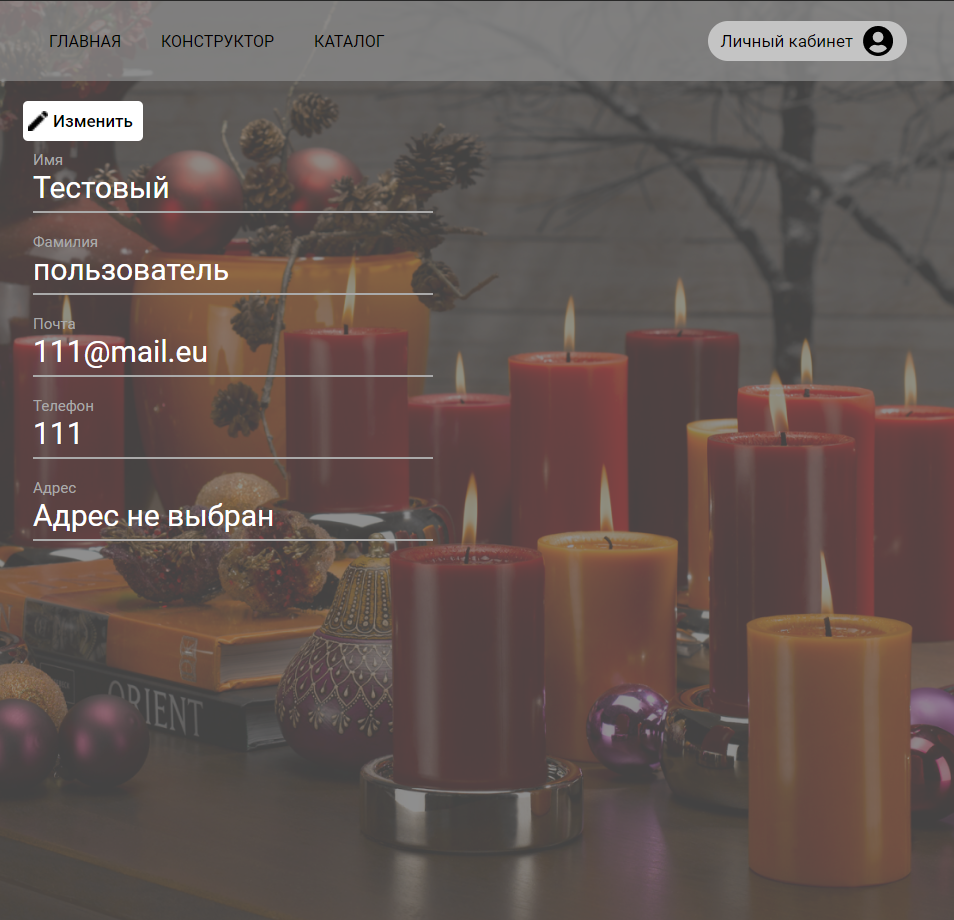 ГЛАВНАЯ КОНСТРУКТОР КАТАЛОГ Личный кабинет
Изменить
Имя
Тестовый
Фамилия
пользователь
Почта
111@mail.eu
Телефон
111
Адрес
Адрес не выбран
ORIENT